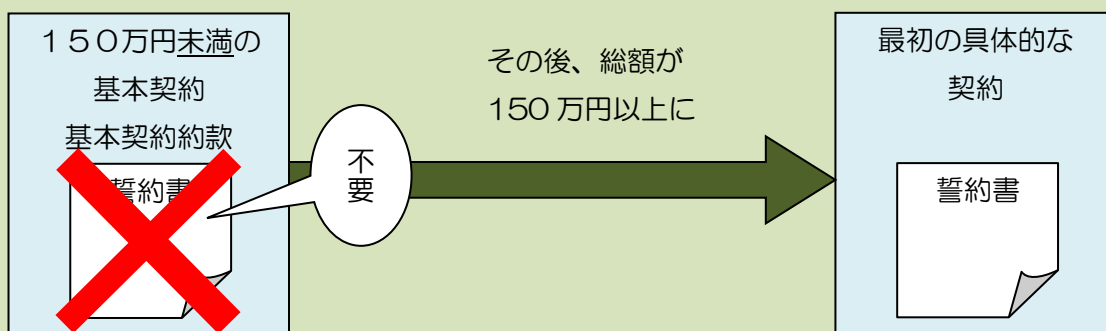 １５０万円未満の
基本契約
基本契約約款
誓約書
不要
その後、総額が
150 万円以上に
最初の具体的な
契約
誓約書